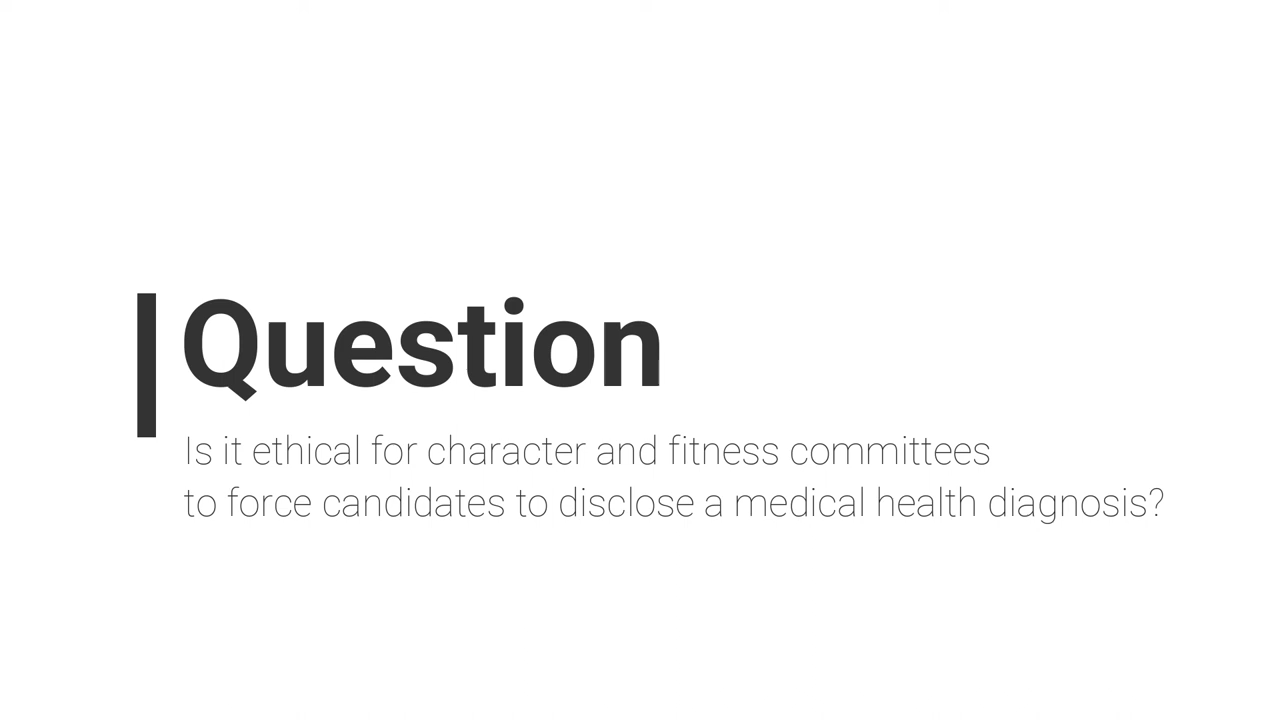 Question
Is it ethical for character and fitness committees
to force candidates to disclose a medical health diagnosis?